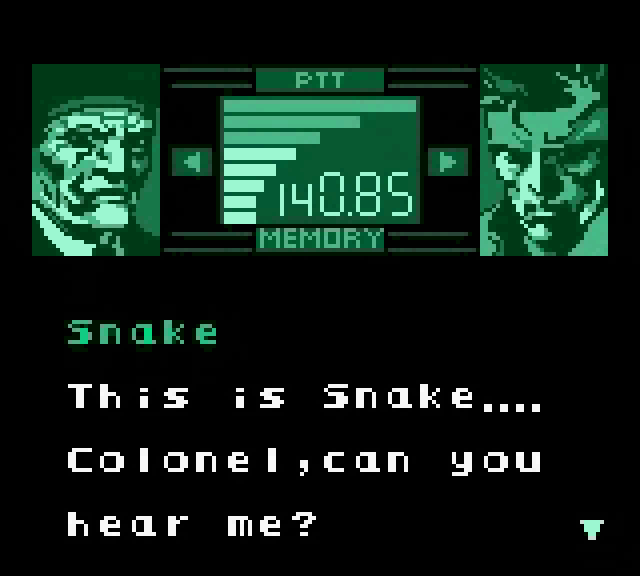 PTT
140.85
MEMORY
Snake
This is Snake....
Colonel,can you
hear me?